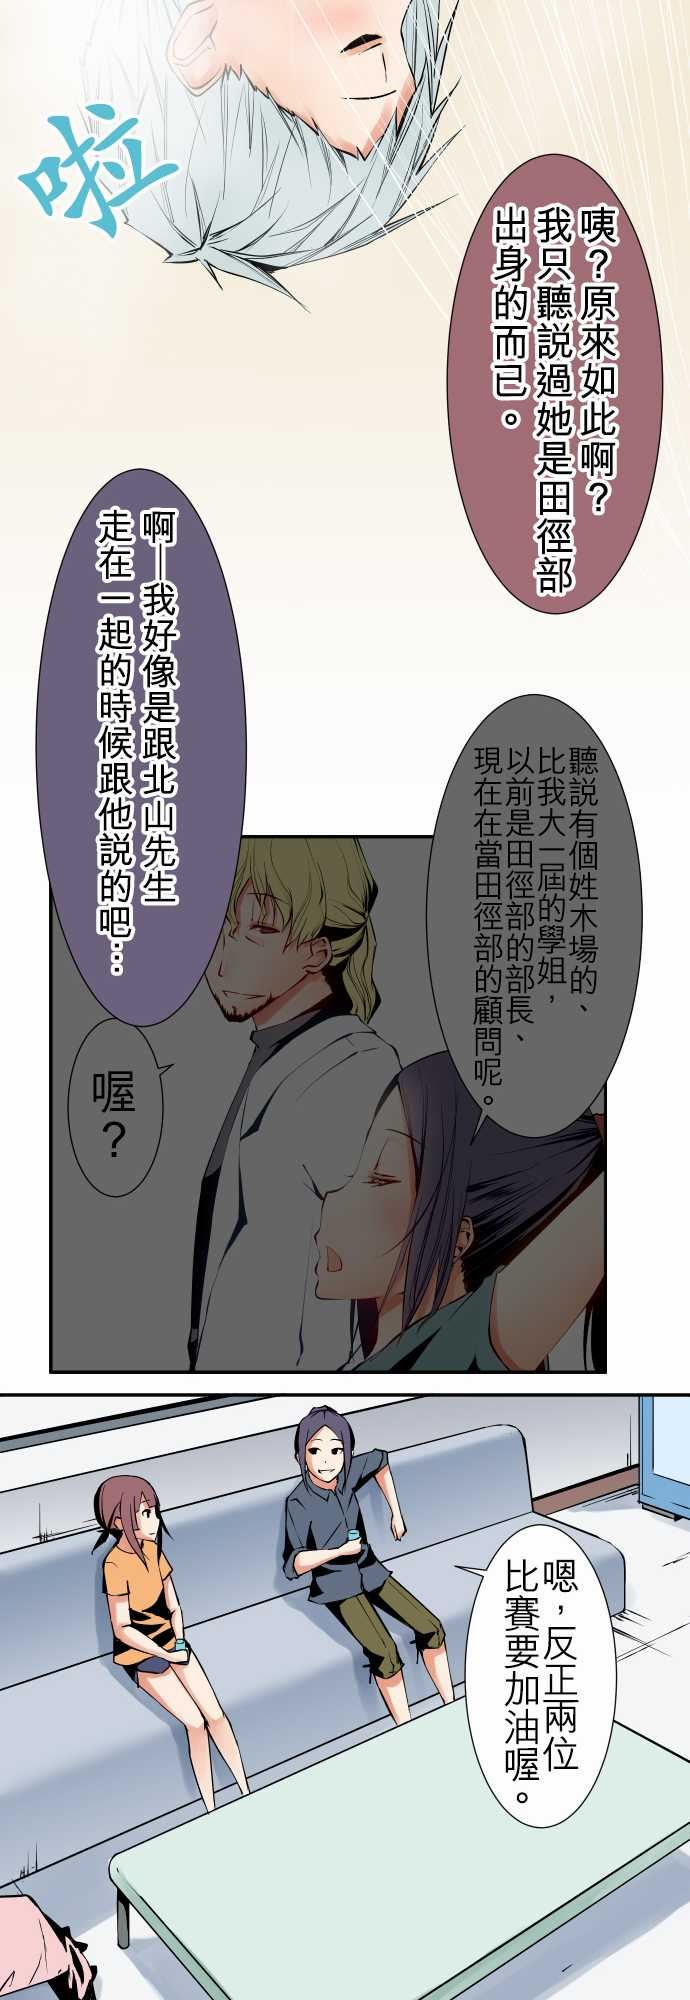 啦
咦？原來如此啊？
我只聽説過她是田徑部
出身的而已。
啊—我好像是跟北山先生
走在一起的時候跟他説的吧…
聽説有個姓木場的、
比我大一屆的學姐，
以前是田徑部的部長、
現在在當田徑部的顧問呢。
喔？
嗯，反正兩位
比賽要加油喔。